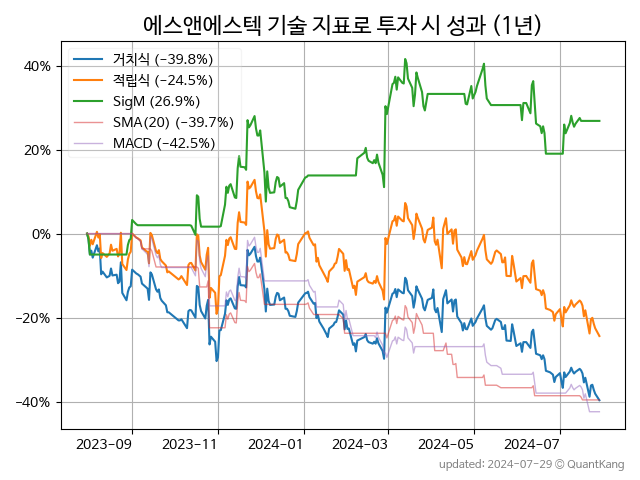 에스앤에스텍 기술 지표로 투자 시 성과 (1년)
거치식 (−39.8%)
적립식 (−24.5%)
SigM (26.9%)
SMA(20) (−39.7%)
MACD (−42.5%)
40%
20%
0%
−20%
−40%
2023-09 2023-11 2024-01 2024-03 2024-05 2024-07
updated: 2024-07-29 © QuantKang